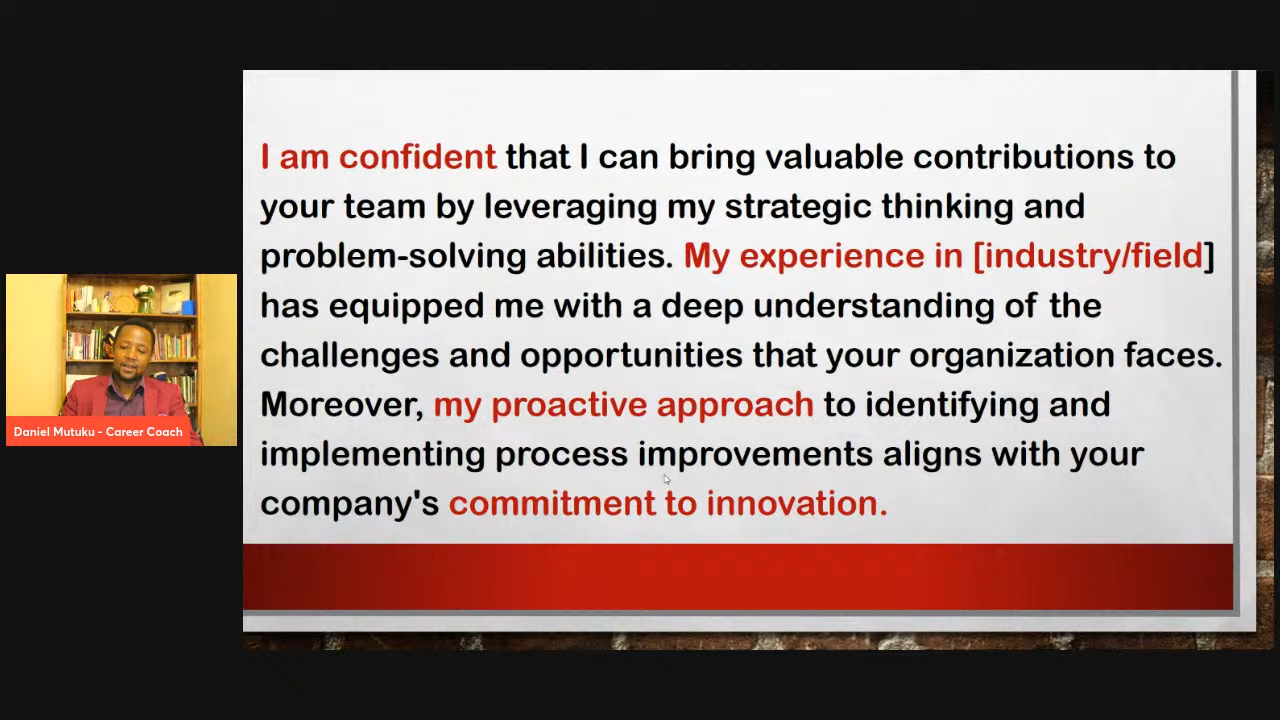 I am confident that I can bring valuable contributions to
your team by leveraging my strategic thinking and
problem-solving abilities. My experience in [industry/field]
has equipped me with a deep understanding of the
challenges and opportunities that your organization faces.
Moreover, my proactive approach to identifying and
implementing process improvements aligns with your
company's commitment to innovation.
Daniel Mutuku - Career Coach